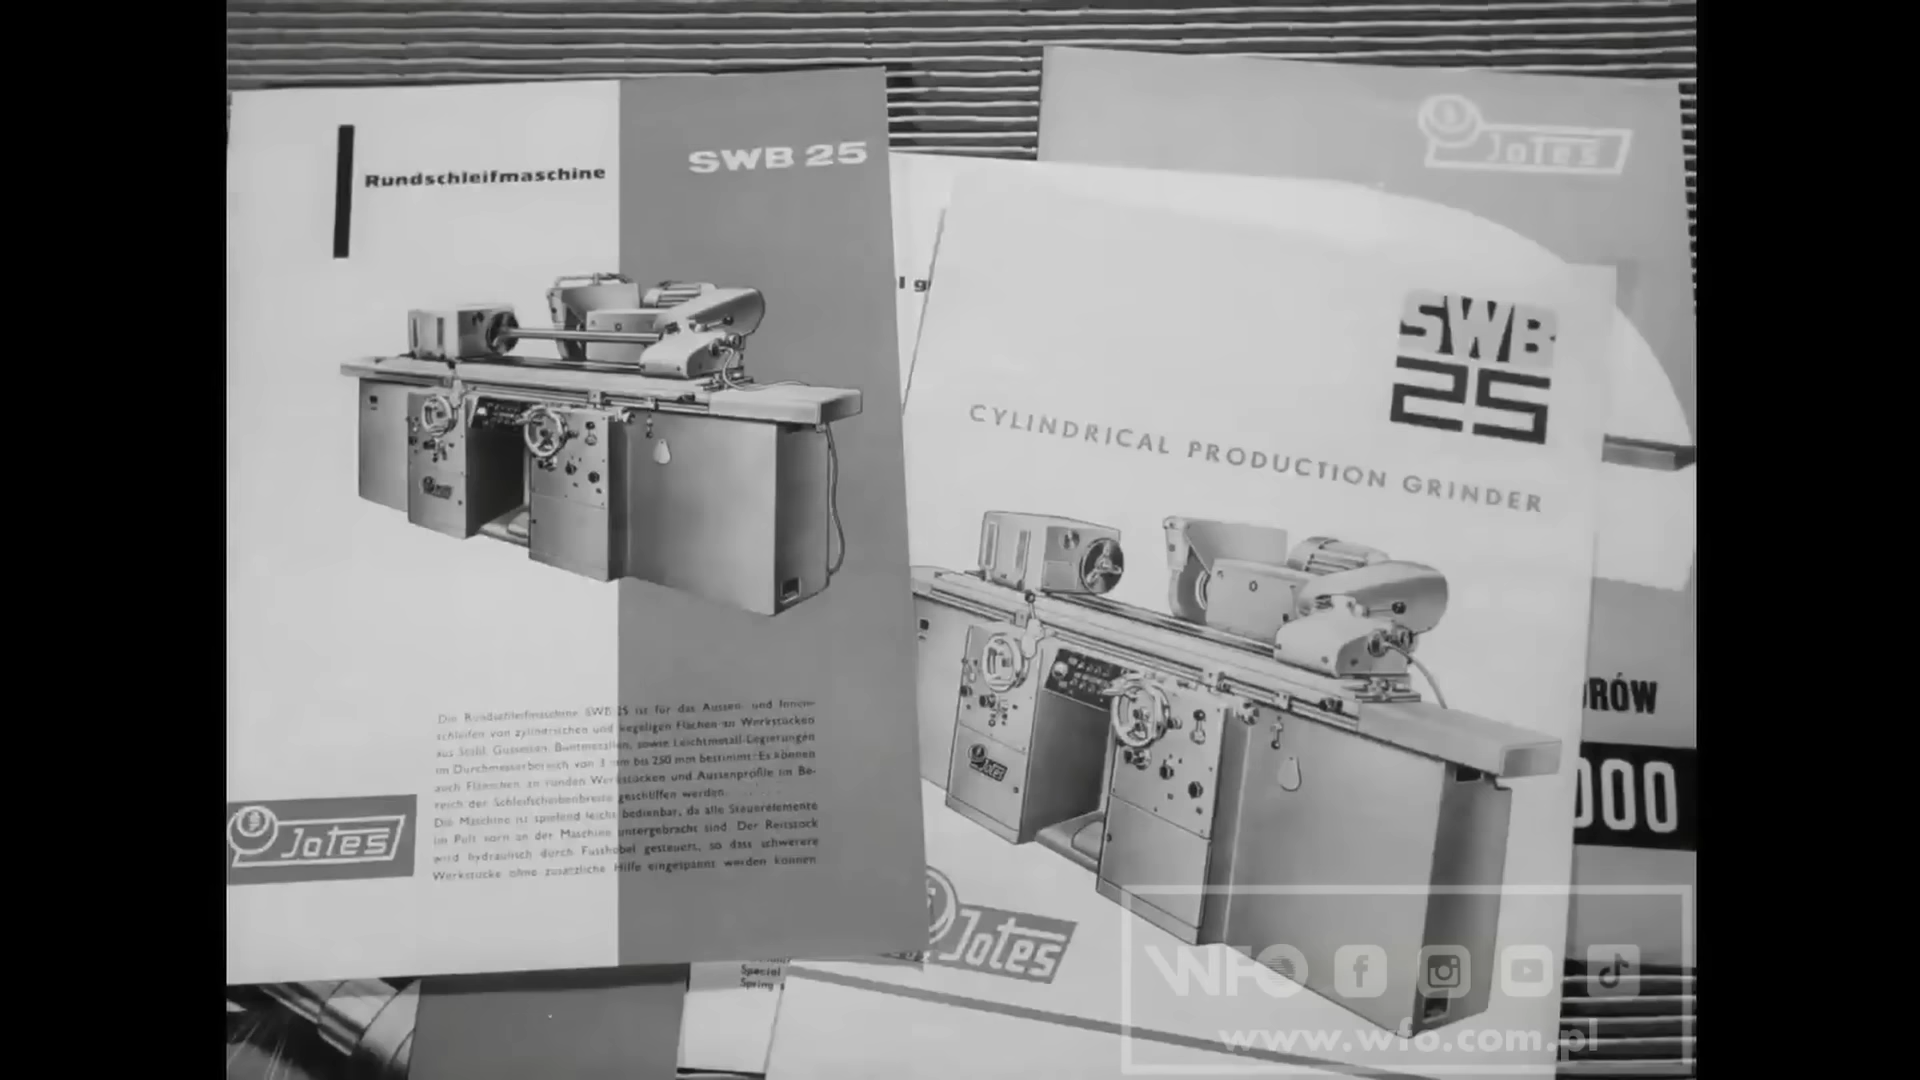 Rundschleifmaschine
SWB 25
Die Rundschleifmaschine SWB 25 ist für das Aussen- und Innen-
schleifen von zylindrischen und kegeligen Flächen an Werkstücken
aus Stahl, Gusseisen, Buntmetallen, sowie Leichtmetall-Legierungen
im Durchmesserbereich von 3 mm bis 250 mm bestimmt. Es können
auch Flächen an runden Werkstücken und Aussenprofile im Be-
reich der Schleifscheibenbreite geschliffen werden.
Die Maschine ist spielend leicht bedienbar, da alle Steuerelemente
im Pult vorn an der Maschine untergebracht sind. Der Reitstock
wird hydraulisch durch Fusshebel gesteuert, so dass schwerere
Werkstücke ohne zusätzliche Hilfe eingespannt werden können
Jotes
Jotes
Jotes
l g
SWB
25
CYLINDRICAL PRODUCTION GRINDER
Jotes
Jotes
RÓW
000
Special
Spring
WFO
www.wfo.com.pl